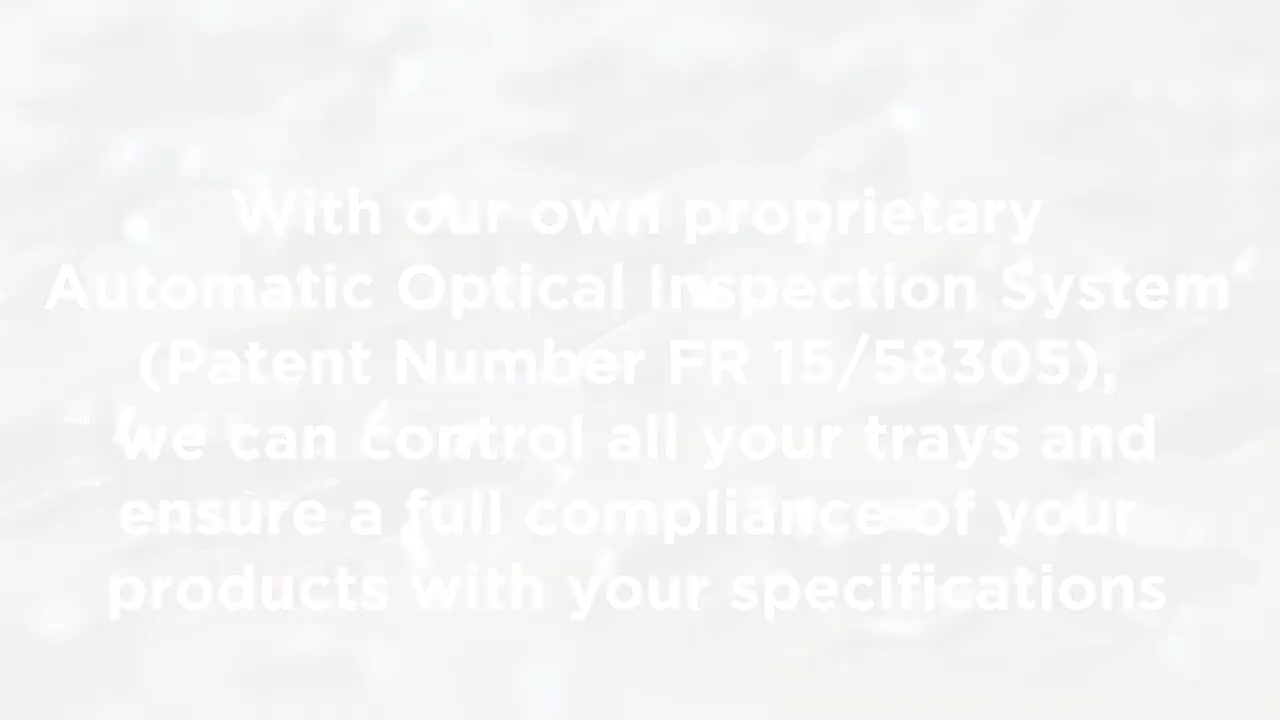 With our own proprietary
Automatic Optical Inspection System
(Patent Number FR 15/58305),
we can control all your trays and
ensure a full compliance of your
products with your specifications